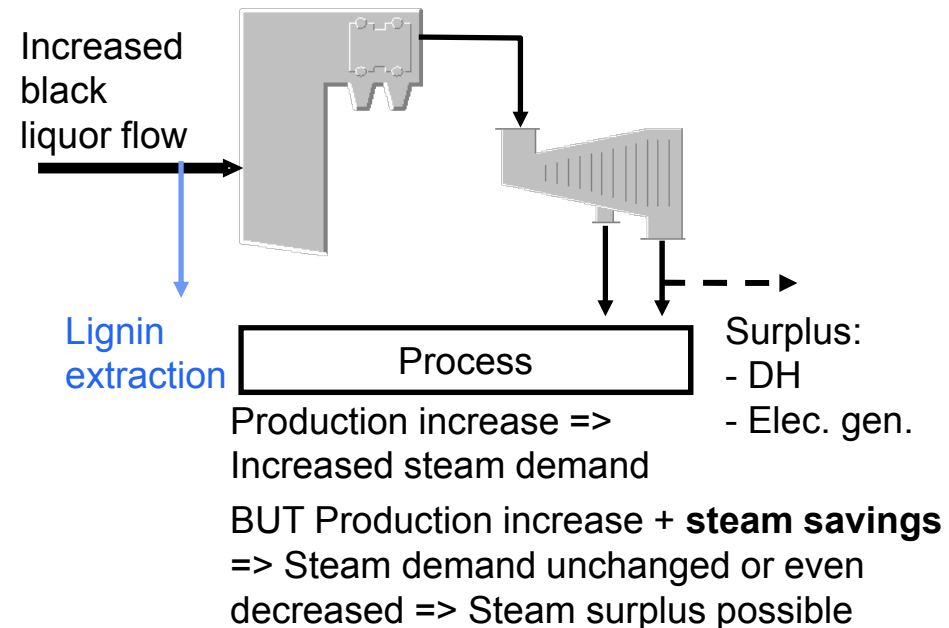 Increased
black
liquor flow
Lignin
extraction
Process
Surplus:
- DH
- Elec. gen.
Production increase =>
Increased steam demand
BUT Production increase + steam savings
=> Steam demand unchanged or even
decreased => Steam surplus possible